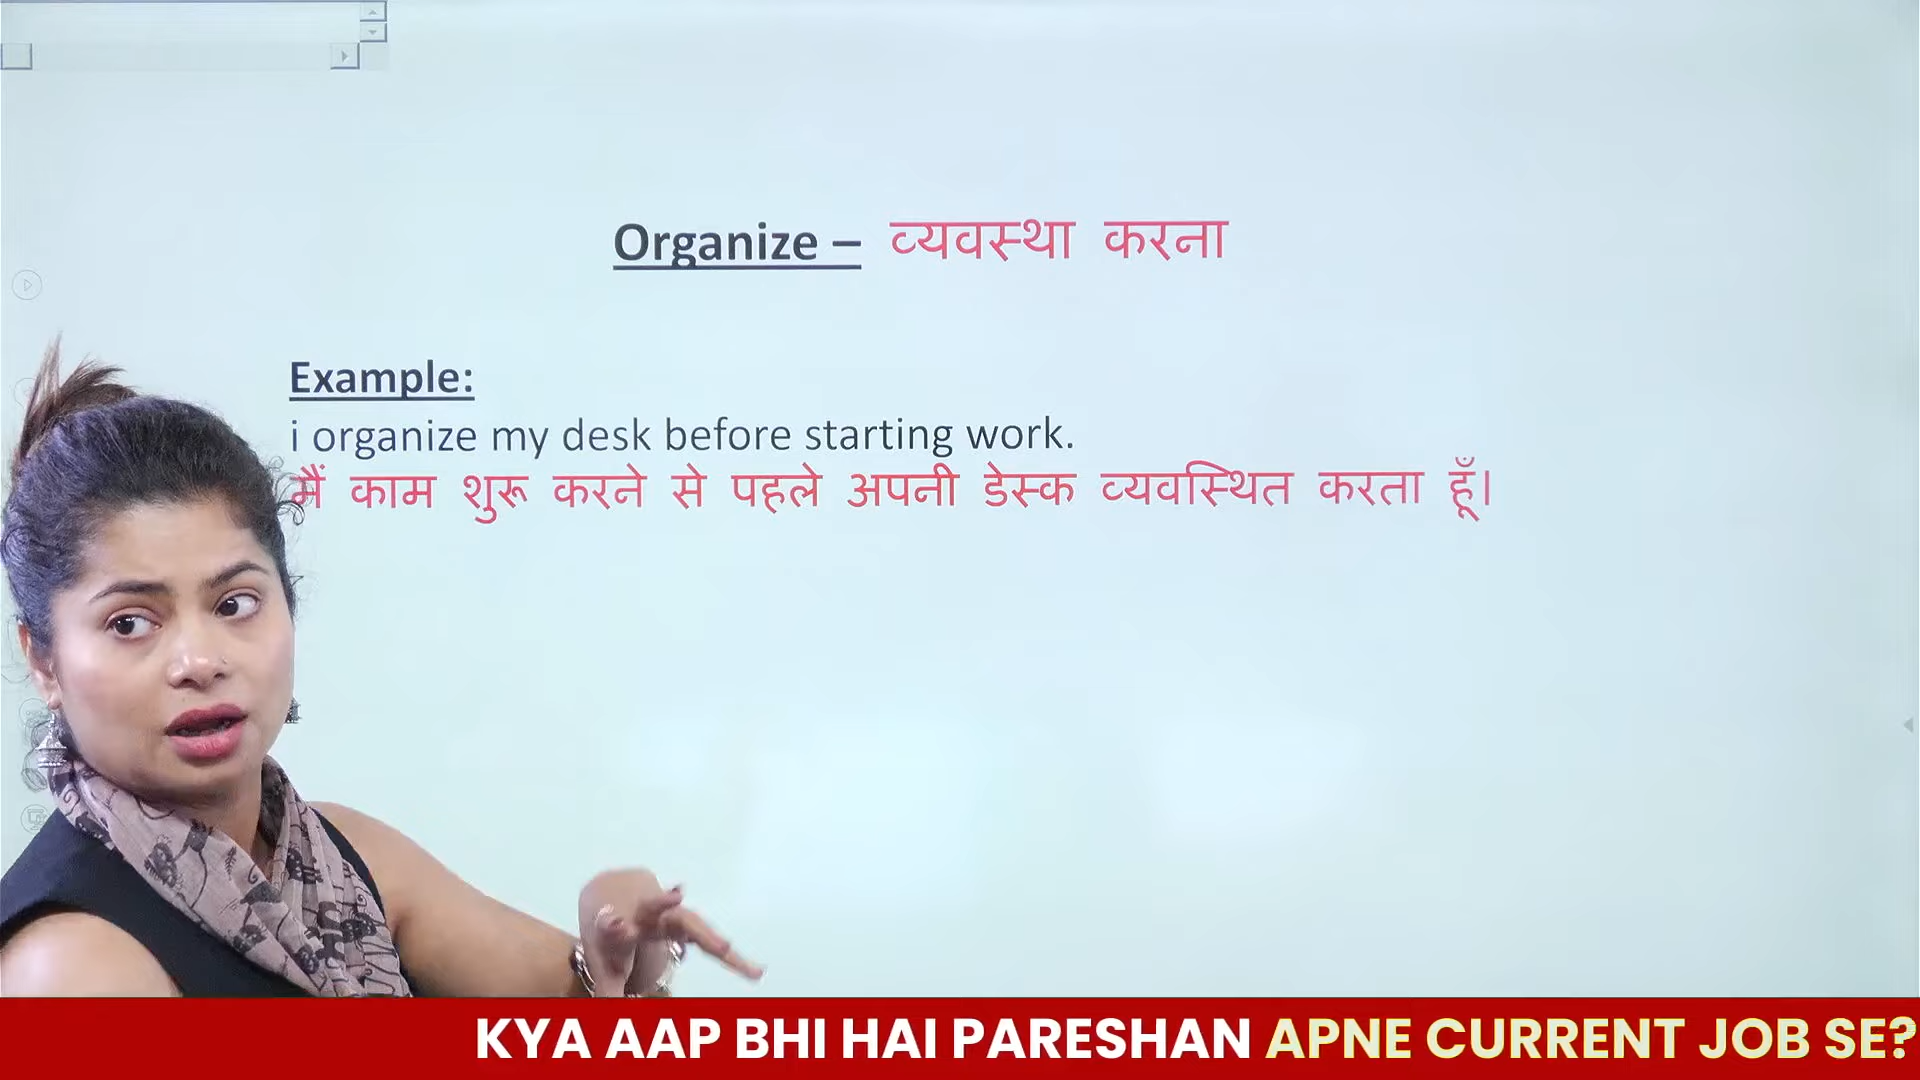 Organize – व्यवस्था करना
Example:
i organize my desk before starting work.
मैं काम शुरू करने से पहले अपनी डेस्क व्यवस्थित करता हूँ।
KYA AAP BHI HAI PARESHAN APNE CURRENT JOB SE?